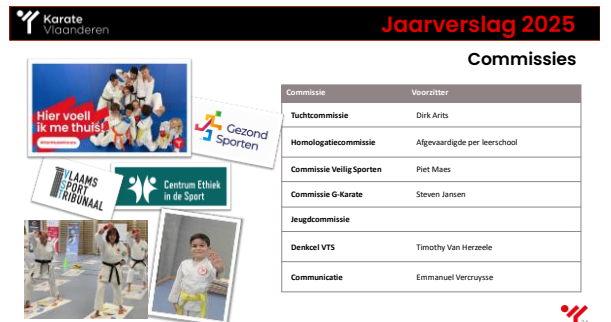 Karate
Vlaanderen
Jaarverslag 2025
Commissies
Hier voell
ik me thuis!
Gezond
Sporten
VLAAMS
SPORT
TRIBUNAAL
Centrum Ethiek
in de Sport
Commissie Voorzitter
Tuchtcommissie Dirk Arits
Homologatiecommissie Afgevaardigde per leerschool
Commissie Veilig Sporten Piet Maes
Commissie G-Karate Steven Jansen
Jeugdcommissie
Denkcel VTS Timothy Van Herzeele
Communicatie Emmanuel Vercruysse